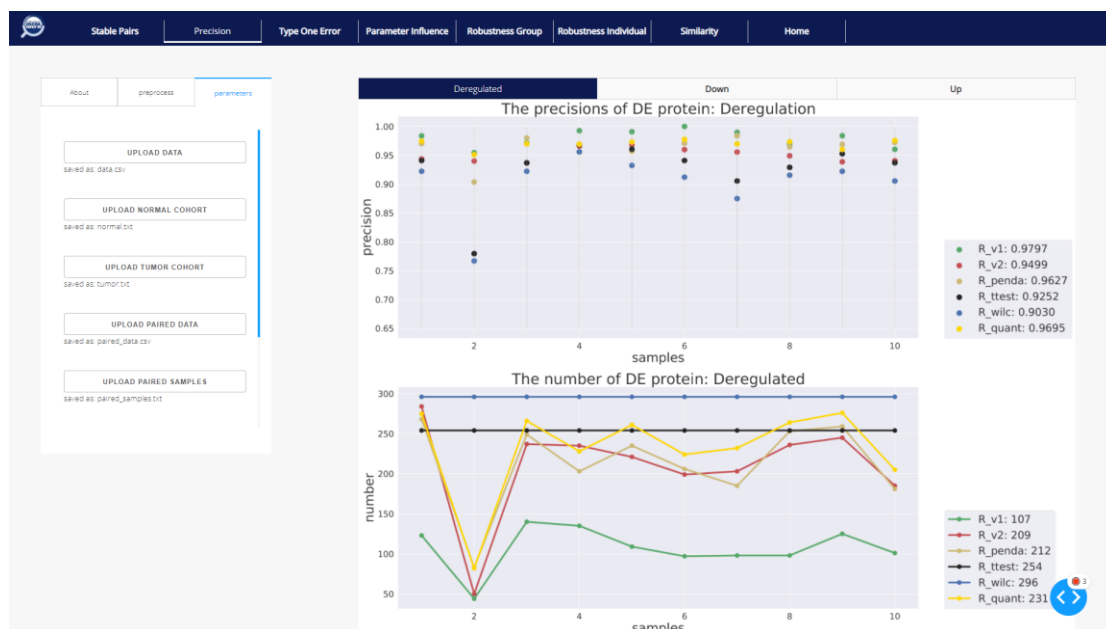 Stable Pairs Precision Type One Error Parameter Influence Robustness Group Robustness Individual Similarity Home
About preprocess parameters
UPLOAD DATA
saved as: data.csv
UPLOAD NORMAL COHORT
saved as: normal.txt
UPLOAD TUMOR COHORT
saved as: tumor.txt
UPLOAD PAIRED DATA
saved as: paired_data.csv
UPLOAD PAIRED SAMPLES
saved as: paired_samples.txt
Deregulated Down Up
The precisions of DE protein: Deregulation
precision
1.00
0.95
0.90
0.85
0.80
0.75
0.70
0.65
2 4 6 8 10
samples
R_v1: 0.9797
R_v2: 0.9499
R_penda: 0.9627
R_ttest: 0.9252
R_wilc: 0.9030
R_quant: 0.9695
The number of DE protein: Deregulated
number
300
250
200
150
100
50
2 4 6 8 10
samples
R_v1: 107
R_v2: 209
R_penda: 212
R_ttest: 254
R_wilc: 296
R_quant: 231
3